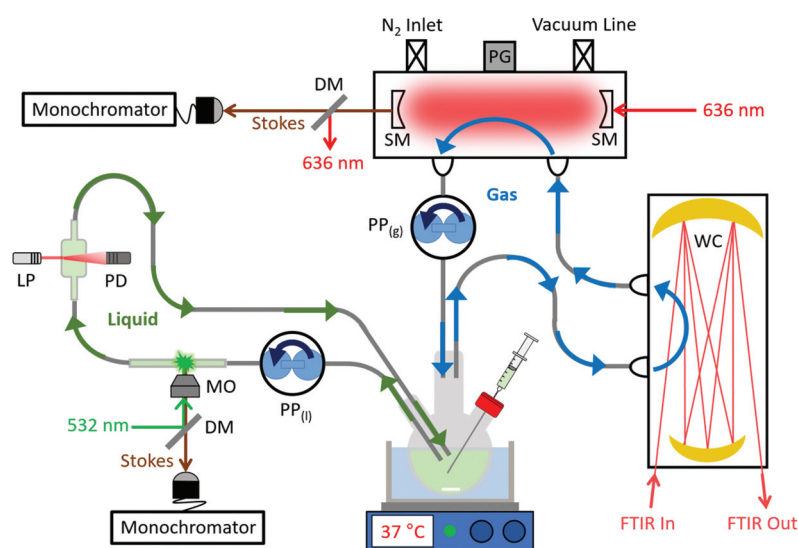 N₂ Inlet
Vacuum Line
PG
DM
Monochromator
Stokes
SM
SM
636 nm
636 nm
Gas
PP(g)
WC
LP
PD
Liquid
MO
PP(l)
532 nm
DM
Stokes
Monochromator
37 °C
FTIR In
FTIR Out